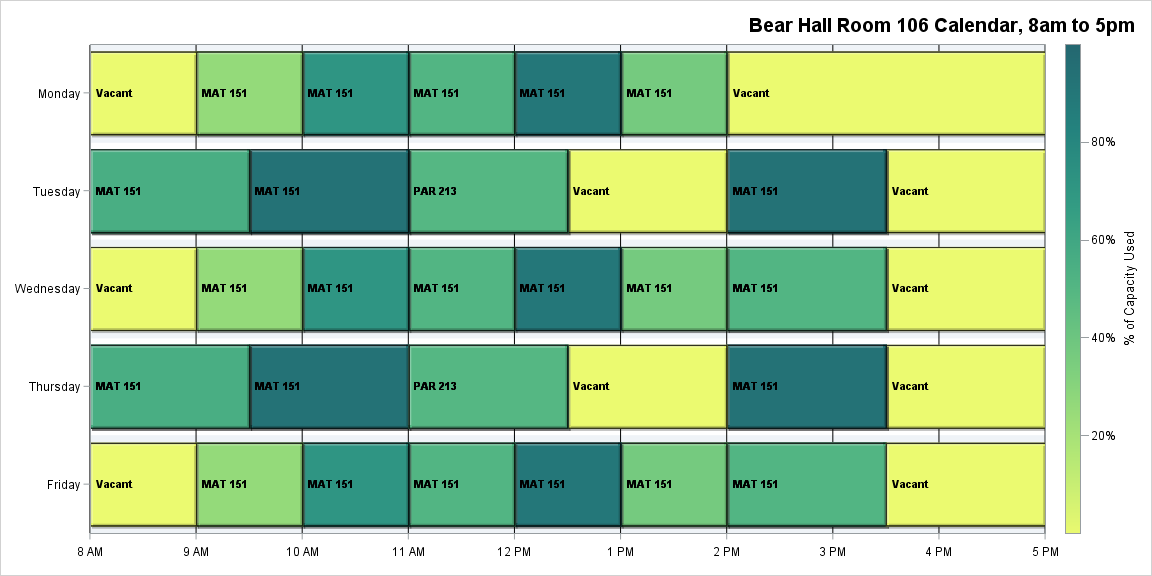 Bear Hall Room 106 Calendar, 8am to 5pm
Monday
Vacant MAT 151 MAT 151 MAT 151 MAT 151 MAT 151 Vacant
Tuesday
MAT 151 MAT 151 PAR 213 Vacant MAT 151 Vacant
Wednesday
Vacant MAT 151 MAT 151 MAT 151 MAT 151 MAT 151 MAT 151 Vacant
Thursday
MAT 151 MAT 151 PAR 213 Vacant MAT 151 Vacant
Friday
Vacant MAT 151 MAT 151 MAT 151 MAT 151 MAT 151 MAT 151 Vacant
8 AM 9 AM 10 AM 11 AM 12 PM 1 PM 2 PM 3 PM 4 PM 5 PM
80%
60%
40%
20%
% of Capacity Used